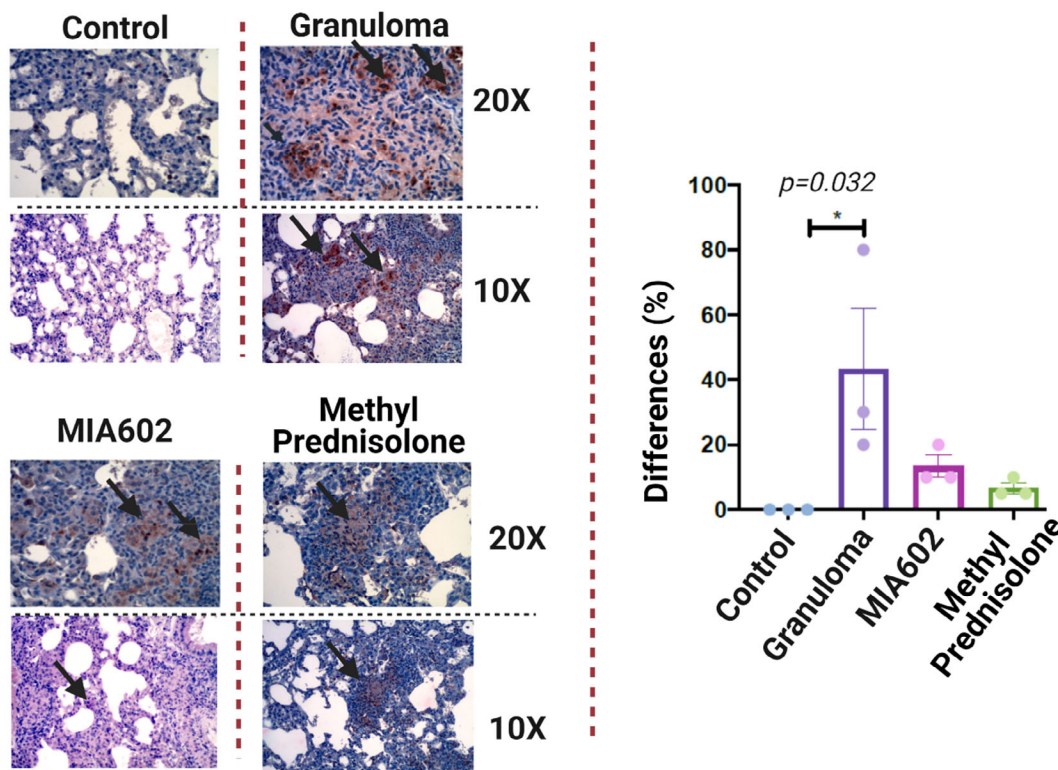 Control
Granuloma
20X
10X
MIA602
Methyl
Prednisolone
20X
10X
p=0.032
*
Differences (%)
100
80
60
40
20
0
Control
Granuloma
MIA602
Methyl
Prednisolone